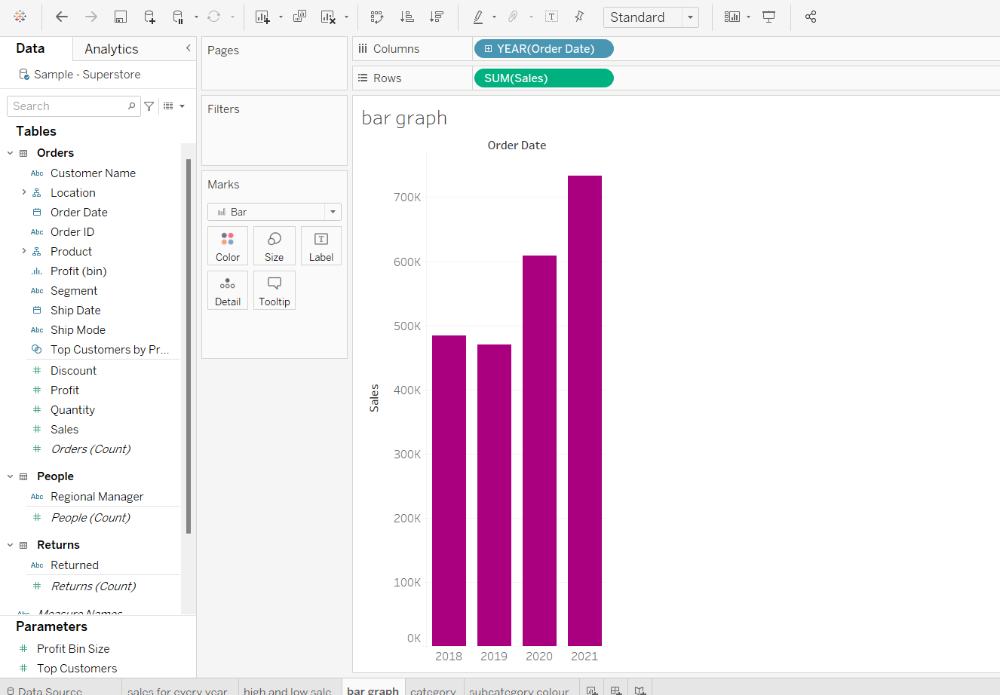 Standard
Data
Analytics
Sample - Superstore
Search
Tables
Orders
Abc Customer Name
Location
Order Date
Abc Order ID
Product
Profit (bin)
Abc Segment
Ship Date
Abc Ship Mode
Top Customers by Pr...
# Discount
# Profit
# Quantity
# Sales
# Orders (Count)
People
Abc Regional Manager
# People (Count)
Returns
Abc Returned
# Returns (Count)
Abc Measure Names
Parameters
# Profit Bin Size
# Top Customers
Pages
Filters
Marks
Bar
Color
Size
T
Label
Detail
Tooltip
Columns
YEAR(Order Date)
Rows
SUM(Sales)
bar graph
Order Date
Sales
700K
600K
500K
400K
300K
200K
100K
0K
2018 2019 2020 2021
Data Source
sales for every year
high and low sale
bar graph
category
subcategory colour